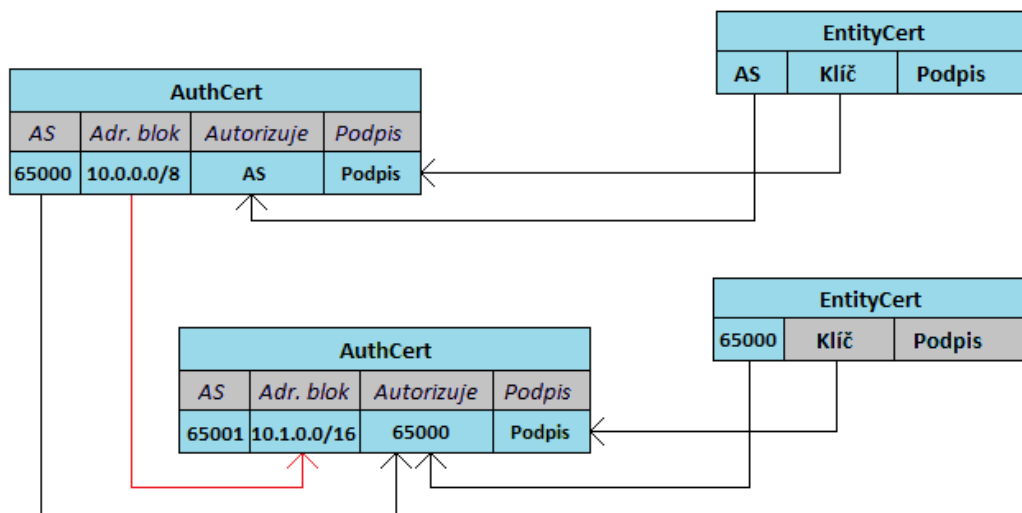 EntityCert
AS Klíč Podpis
AuthCert
AS Adr. blok Autorizuje Podpis
65000 10.0.0.0/8 AS Podpis
EntityCert
65000 Klíč Podpis
AuthCert
AS Adr. blok Autorizuje Podpis
65001 10.1.0.0/16 65000 Podpis